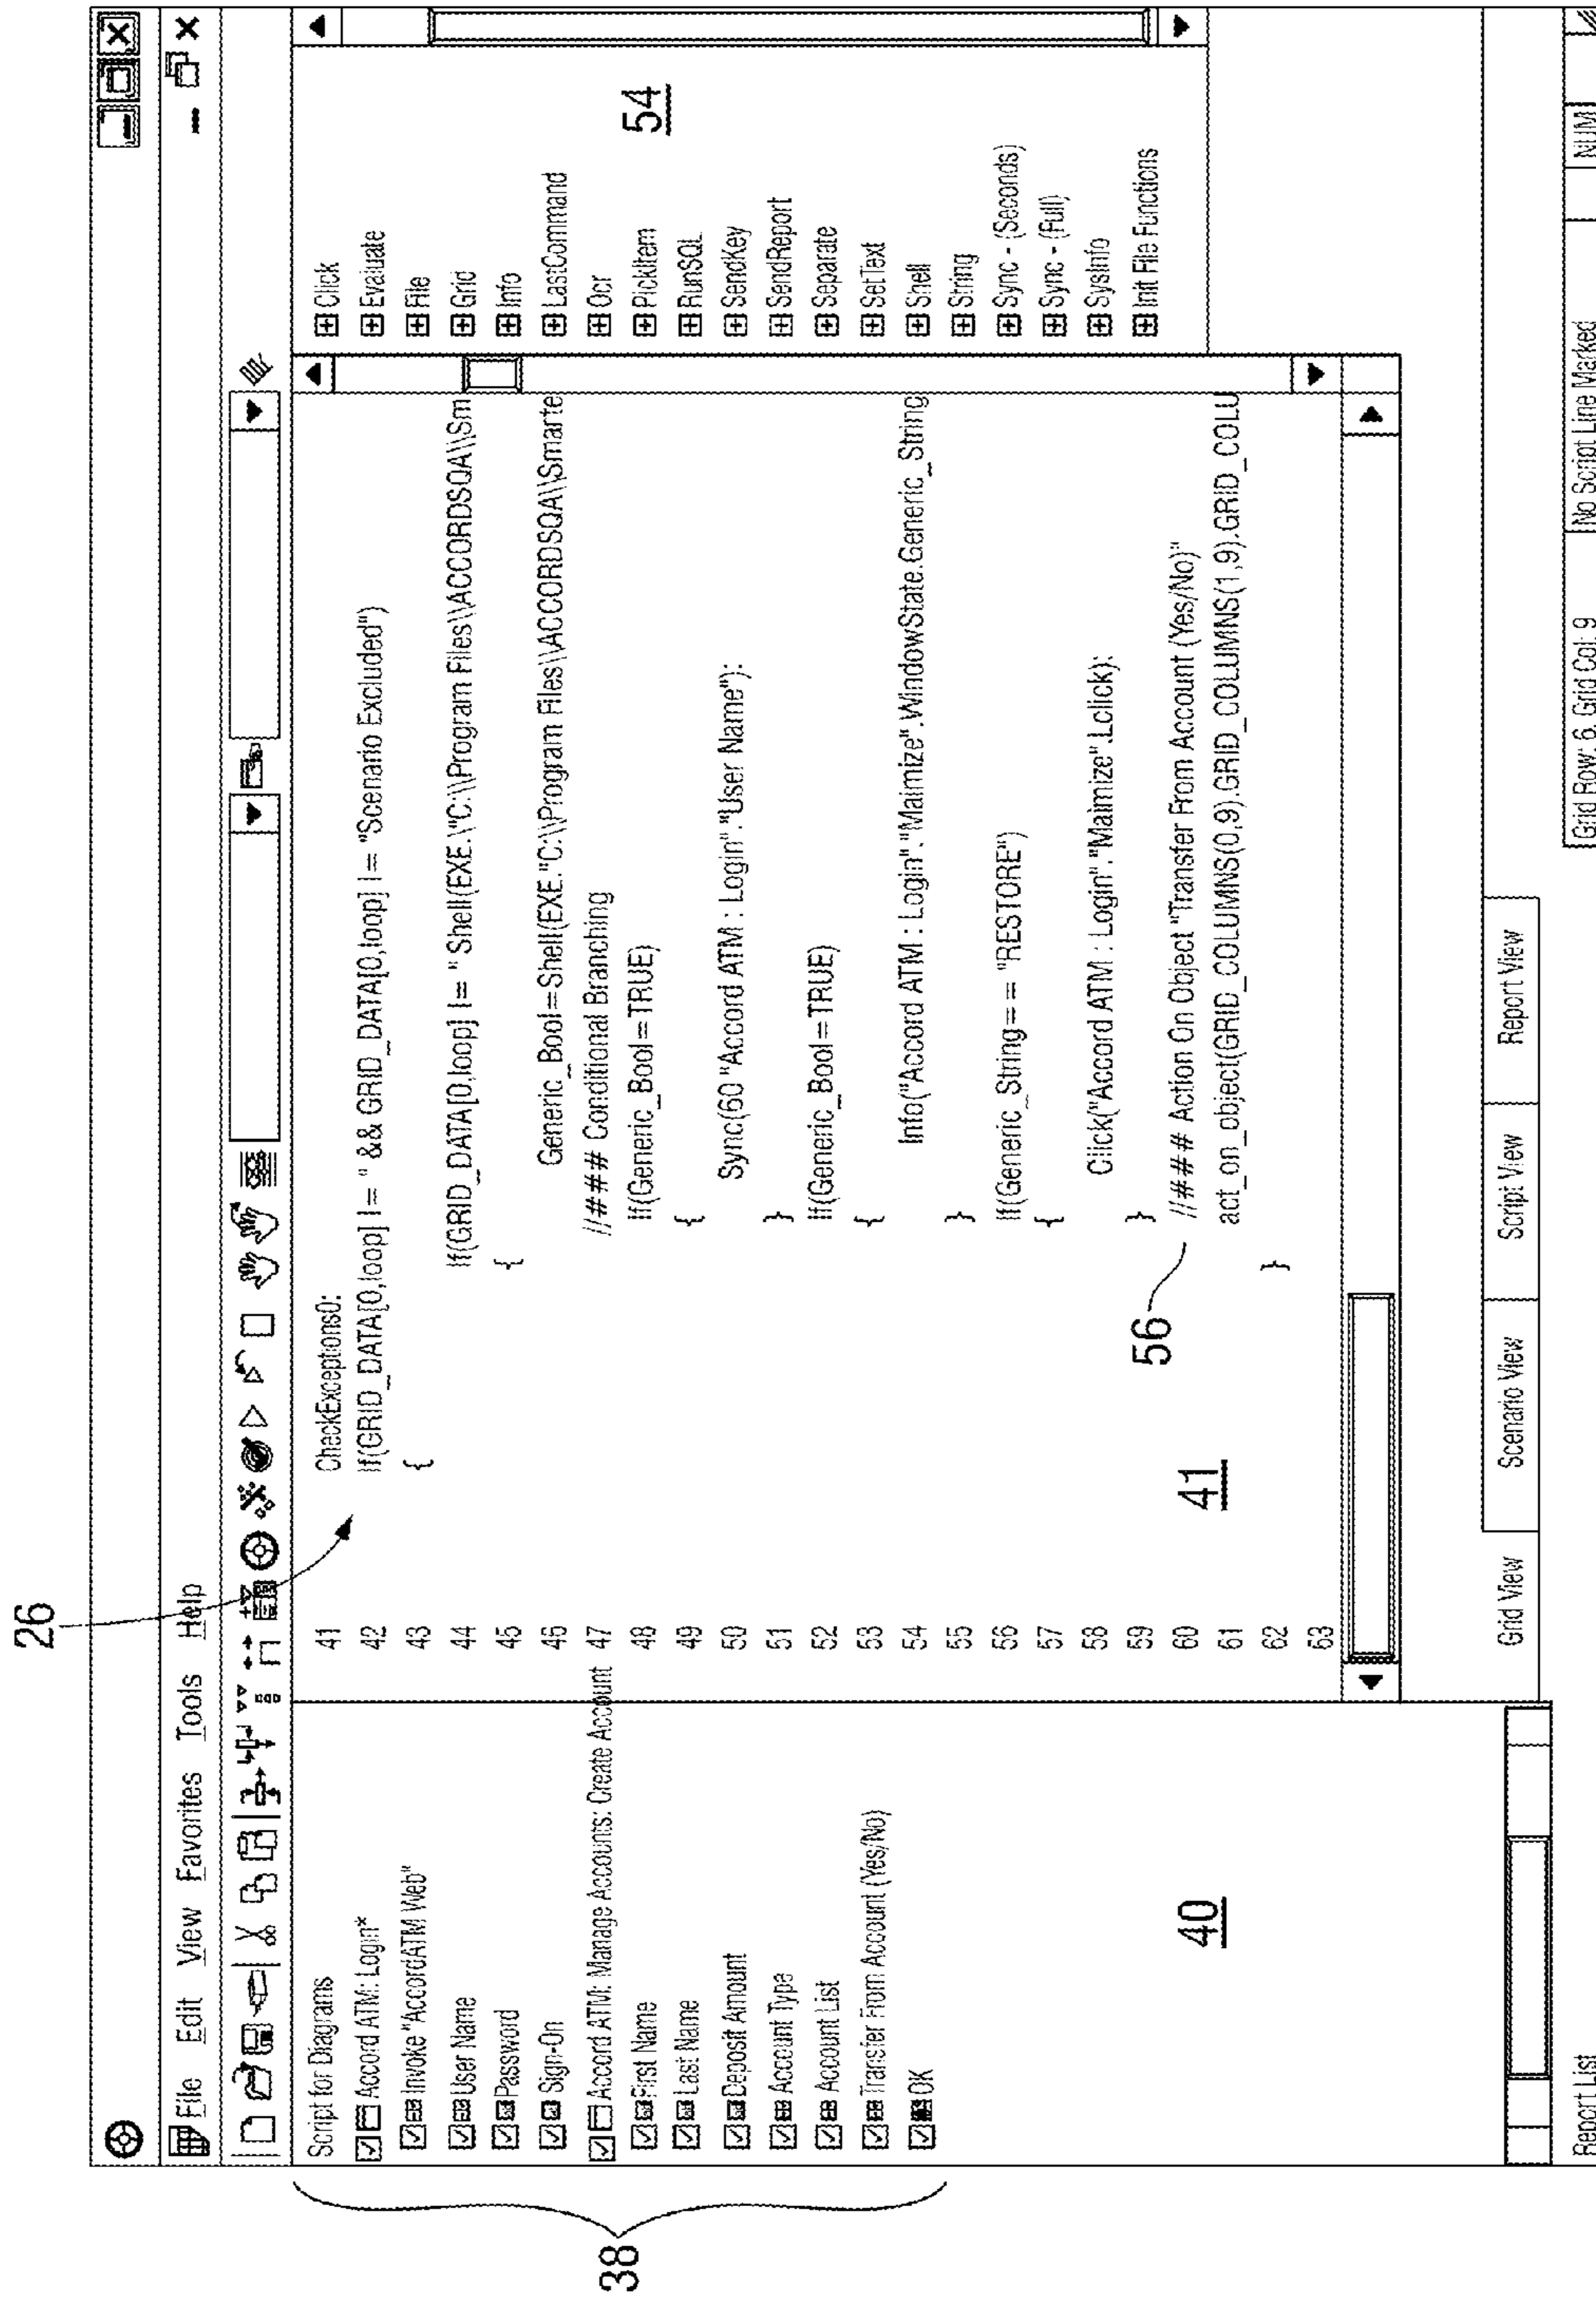 26
File Edit View Favorites Tools Help
Script for Diagrams
Accord ATM: Login*
Invoke "AccordATM Web"
User Name
Password
Sign-On
Accord ATM: Manage Accounts: Create Account
First Name
Last Name
Deposit Amount
Account Type
Account List
Transfer From Account (Yes/No)
OK
38
40
41 CheckExceptions0:
42 If(GRID_DATA[0,loop] != " && GRID_DATA[0,loop] != "Scenario Excluded")
43 {
44 If(GRID_DATA[0,loop] != " Shell(EXE.\"C:\\Program Files\\ACCORDSQA\\Sm
45 {
46 Generic_Bool=Shell(EXE."C:\\Program Files\\ACCORDSQA\\Smarte
47 //### Conditional Branching
48 If(Generic_Bool=TRUE)
49 {
50 Sync(60 "Accord ATM : Login"."User Name"):
51 }
52 If(Generic_Bool=TRUE)
53 {
54 Info("Accord ATM : Login"."Maimize".WindowState.Generic_String
55 }
56 If(Generic_String= = "RESTORE")
57 {
58 Click("Accord ATM : Login"."Maimize".Lclick):
59 }
60 //### Action On Object "Transfer From Account (Yes/No)"
61 act_on_object(GRID_COLUMNS(0,9).GRID_COLUMNS(1,9).GRID_COLU
62 }
63
56
41
Click
Evaluate
File
Grid
Info
LastCommand
Ocr
PickItem
RunSQL
SendKey
SendReport
Separate
SetText
Shell
String
Sync - (Seconds)
Sync - (Full)
SysInfo
Init File Functions
54
Grid View Scenario View Script View Report View
Report List Grid Row: 6, Grid Col: 9 No Script Line Marked NUM